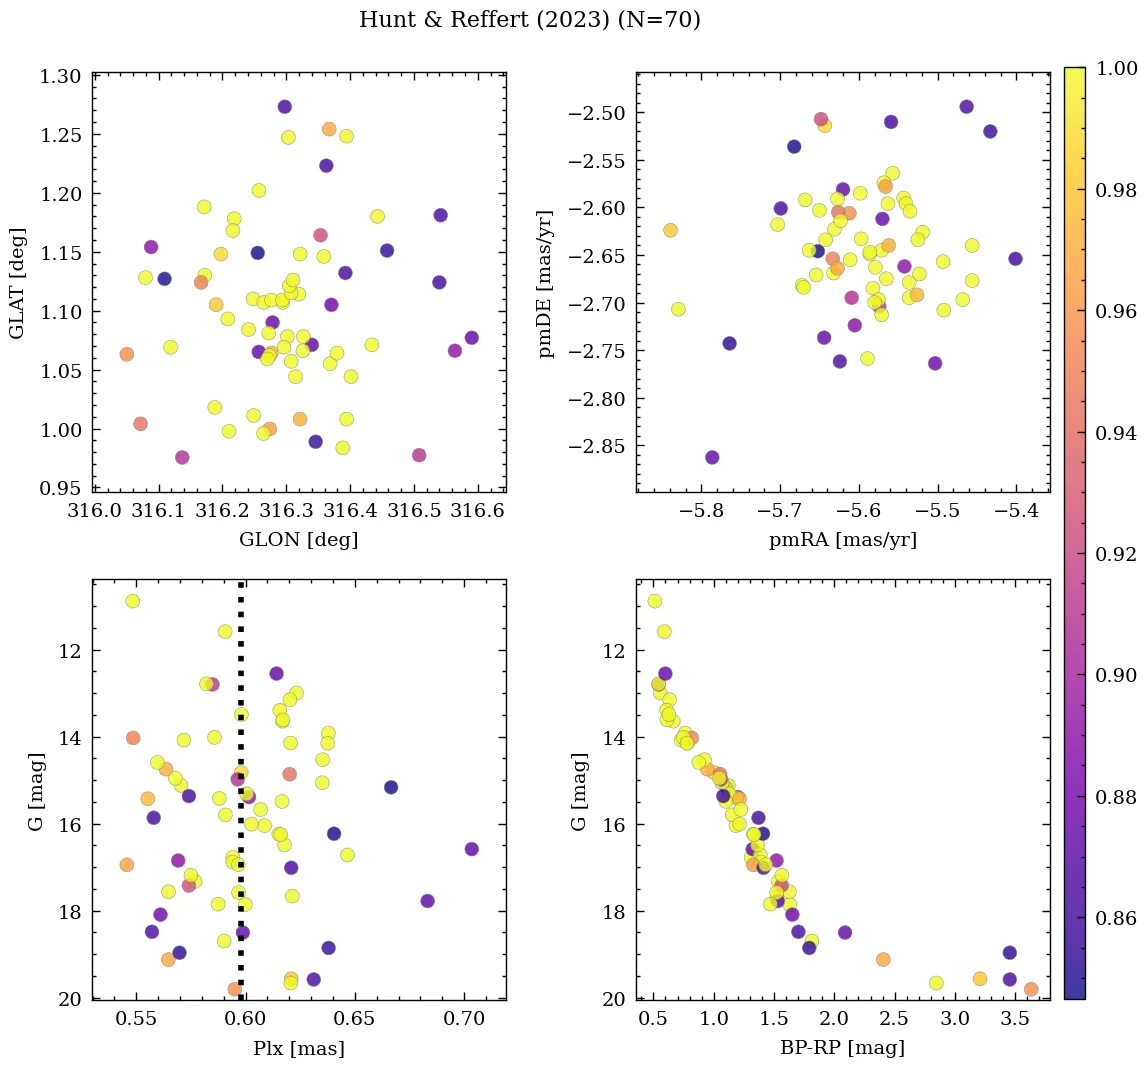 Hunt & Reffert (2023) (N=70)
1.30
1.25
1.20
1.15
1.10
1.05
1.00
0.95
GLAT [deg]
316.0 316.1 316.2 316.3 316.4 316.5 316.6
GLON [deg]
−2.50
−2.55
−2.60
−2.65
−2.70
−2.75
−2.80
−2.85
pmDE [mas/yr]
−5.8 −5.7 −5.6 −5.5 −5.4
pmRA [mas/yr]
12
14
16
18
20
G [mag]
0.55 0.60 0.65 0.70
Plx [mas]
12
14
16
18
20
G [mag]
0.5 1.0 1.5 2.0 2.5 3.0 3.5
BP-RP [mag]
1.00
0.98
0.96
0.94
0.92
0.90
0.88
0.86